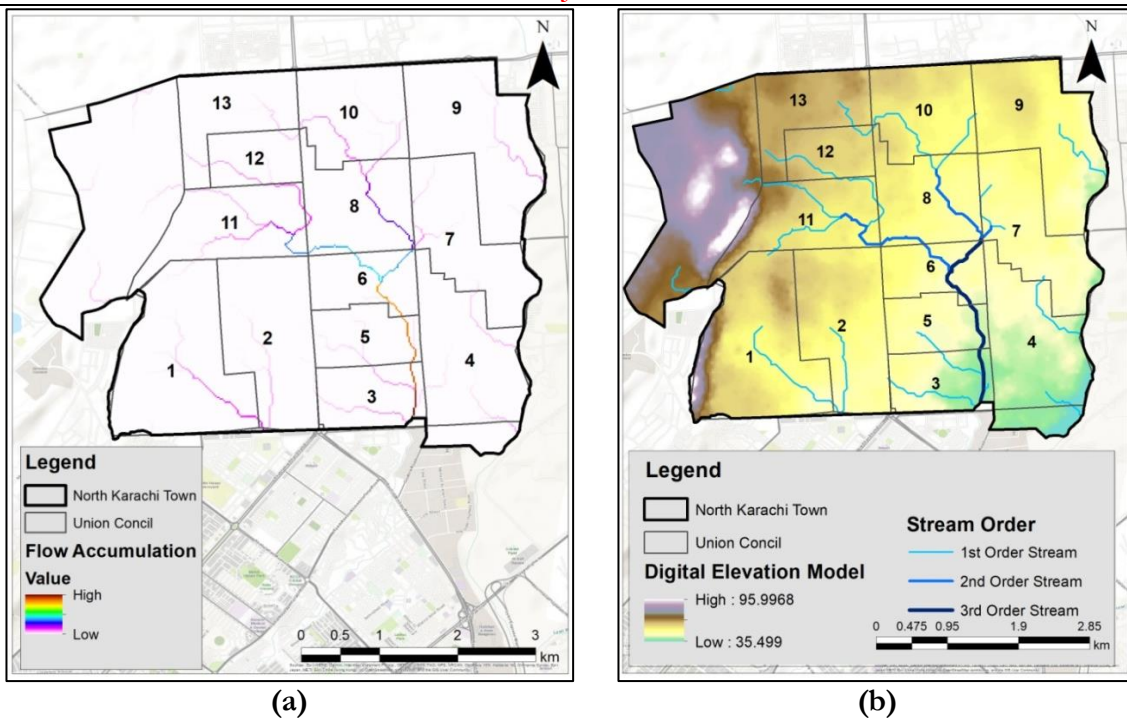 N
13
10
9
12
11
8
7
6
2
5
4
1
3
Legend
North Karachi Town
Union Concil
Flow Accumulation
Value
High
Low
0 0.5 1 2 3
km
(a)
N
13
10
9
12
11
8
7
6
2
5
4
1
3
Legend
North Karachi Town
Union Concil
Digital Elevation Model
High : 95.9968
Low : 35.499
Stream Order
1st Order Stream
2nd Order Stream
3rd Order Stream
0 0.475 0.95 1.9 2.85
km
(b)